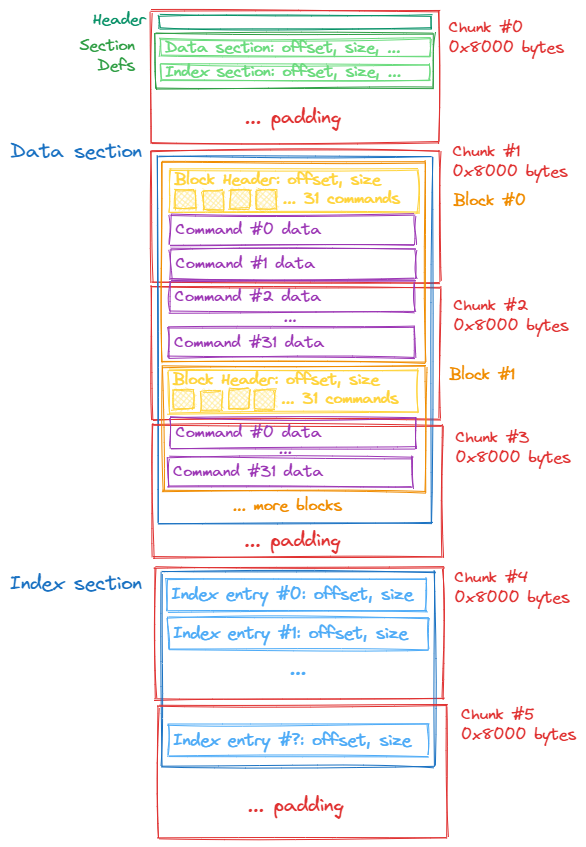 Header
Chunk #0
0x8000 bytes
Section
Defs
Data section: offset, size, ...
Index section: offset, size, ...
... padding
Data section
Chunk #1
0x8000 bytes
Block Header: offset, size
... 31 commands
Block #0
Command #0 data
Command #1 data
Command #2 data
Chunk #2
0x8000 bytes
...
Command #31 data
Block Header: offset, size
... 31 commands
Block #1
Command #0 data
Chunk #3
0x8000 bytes
...
Command #31 data
... more blocks
... padding
Index section
Chunk #4
0x8000 bytes
Index entry #0: offset, size
Index entry #1: offset, size
...
Chunk #5
0x8000 bytes
Index entry #?: offset, size
... padding